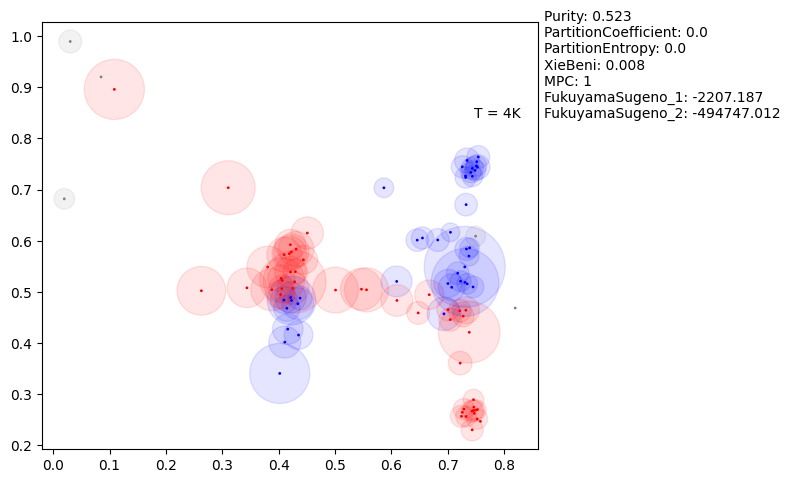 Purity: 0.523
PartitionCoefficient: 0.0
PartitionEntropy: 0.0
XieBeni: 0.008
MPC: 1
FukuyamaSugeno_1: -2207.187
FukuyamaSugeno_2: -494747.012
T = 4K
1.0
0.9
0.8
0.7
0.6
0.5
0.4
0.3
0.2
0.0 0.1 0.2 0.3 0.4 0.5 0.6 0.7 0.8